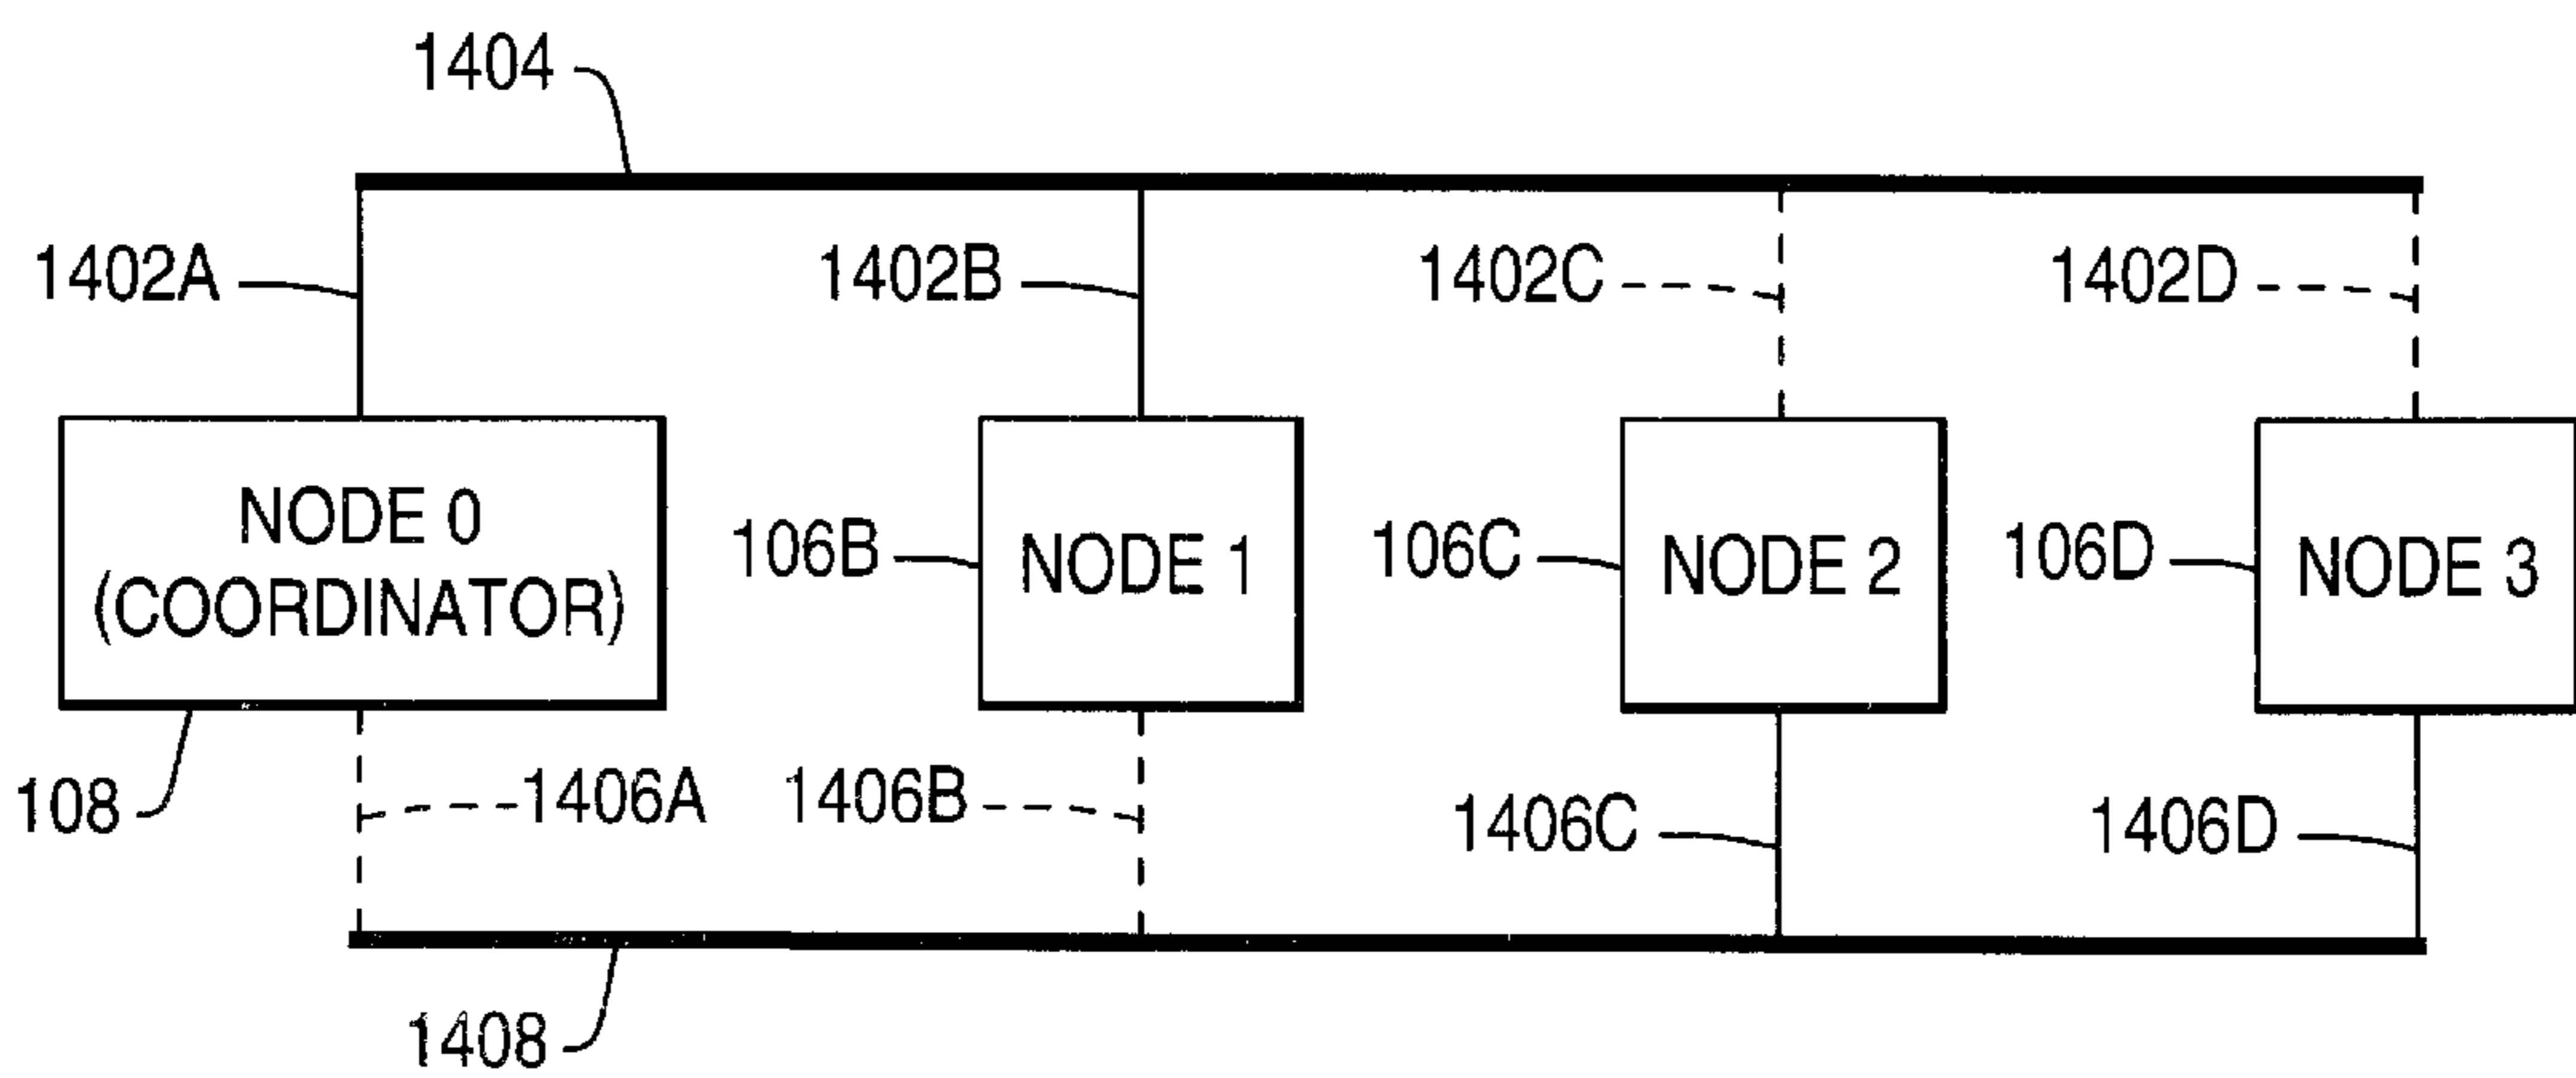 1404
1402A
1402B
1402C
1402D
NODE 0
(COORDINATOR)
106B
NODE 1
106C
NODE 2
106D
NODE 3
108
1406A
1406B
1406C
1406D
1408